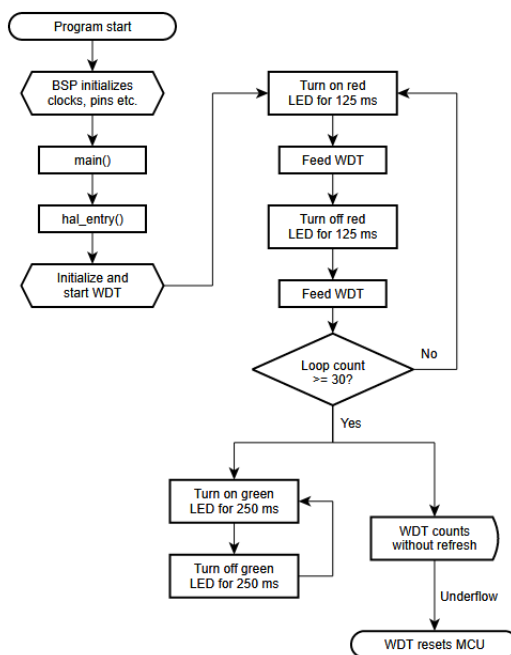 Program start
BSP initializes
clocks, pins etc.
main()
hal_entry()
Initialize and
start WDT
Turn on red
LED for 125 ms
Feed WDT
Turn off red
LED for 125 ms
Feed WDT
Loop count
>= 30?
No
Yes
Turn on green
LED for 250 ms
Turn off green
LED for 250 ms
WDT counts
without refresh
Underflow
WDT resets MCU